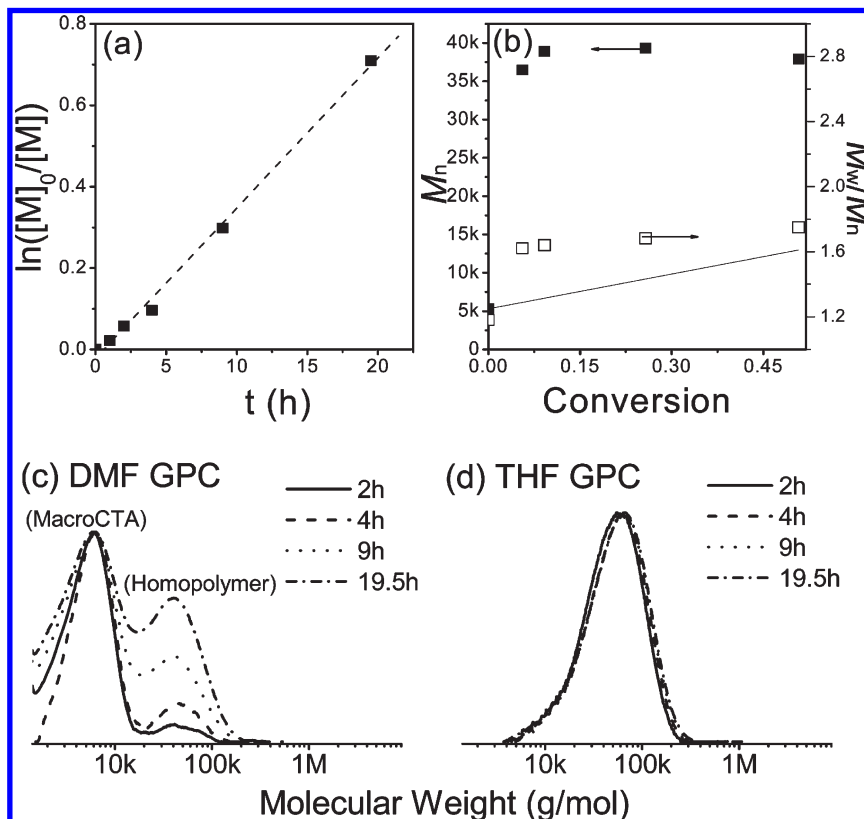 (a)
0.8
0.6
0.4
0.2
0.0
0 5 10 15 20
ln([M]0/[M])
t (h)
(b)
40k
35k
30k
25k
20k
15k
10k
5k
0
0.00 0.15 0.30 0.45
2.8
2.4
2.0
1.6
1.2
Mn
Mw/Mn
Conversion
(c) DMF GPC
(MacroCTA)
(Homopolymer)
2h
4h
9h
19.5h
10k 100k 1M
(d) THF GPC
2h
4h
9h
19.5h
10k 100k 1M
Molecular Weight (g/mol)